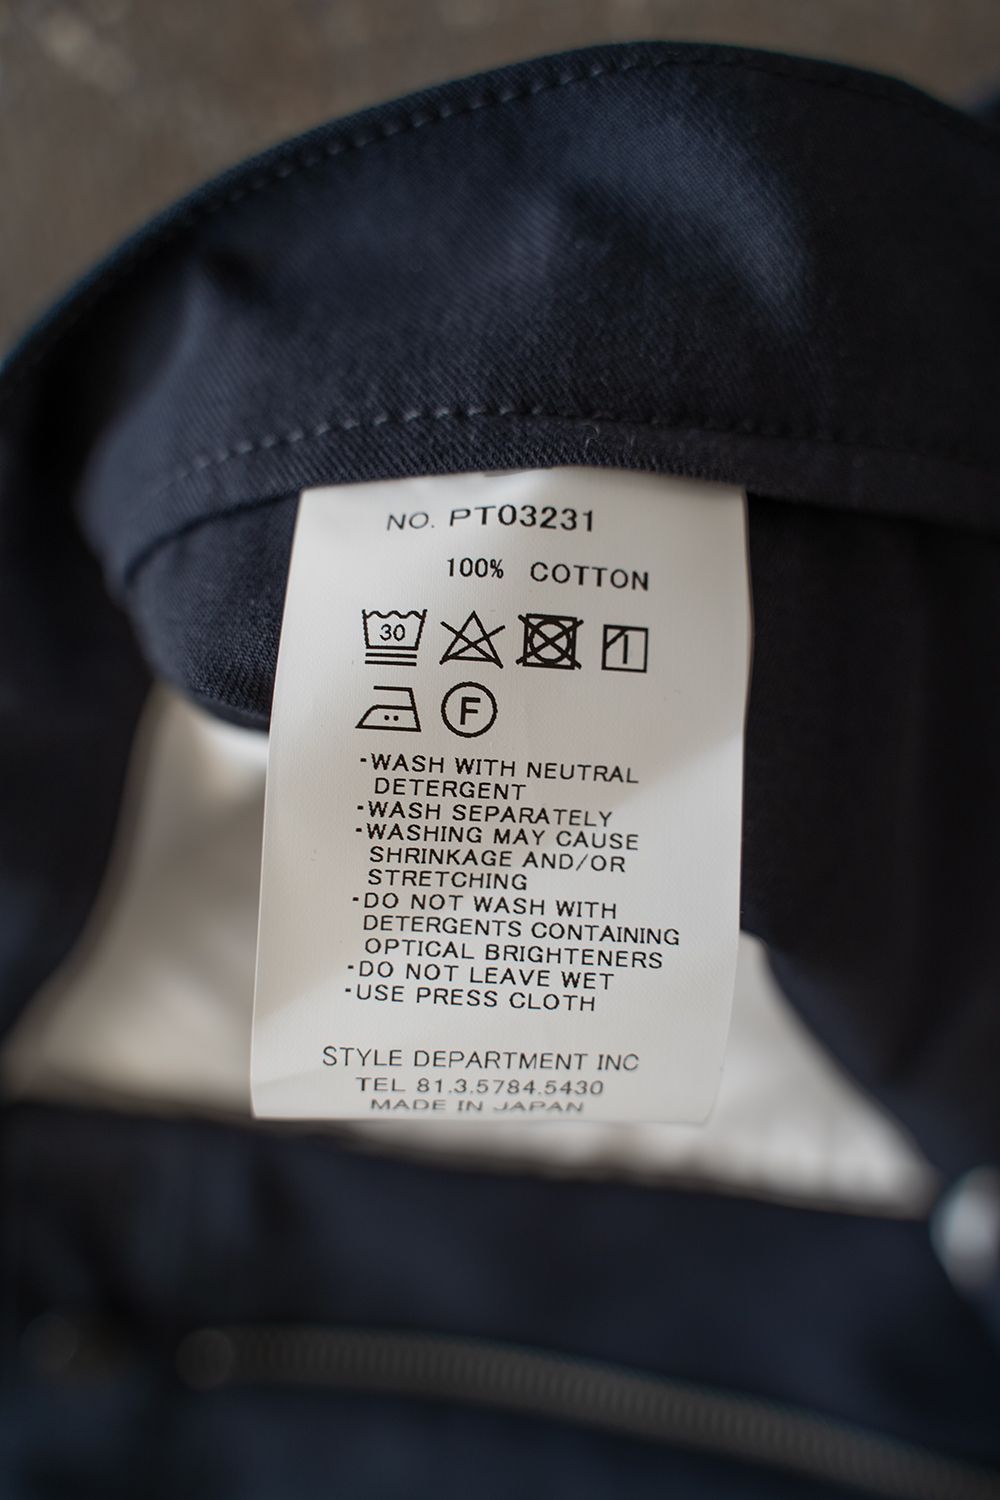 NO. PT03231
100% COTTON
30
F
-WASH WITH NEUTRAL
DETERGENT
-WASH SEPARATELY
-WASHING MAY CAUSE
SHRINKAGE AND/OR
STRETCHING
-DO NOT WASH WITH
DETERGENTS CONTAINING
OPTICAL BRIGHTENERS
-DO NOT LEAVE WET
-USE PRESS CLOTH
STYLE DEPARTMENT INC
TEL 81.3.5784.5430
MADE IN JAPAN